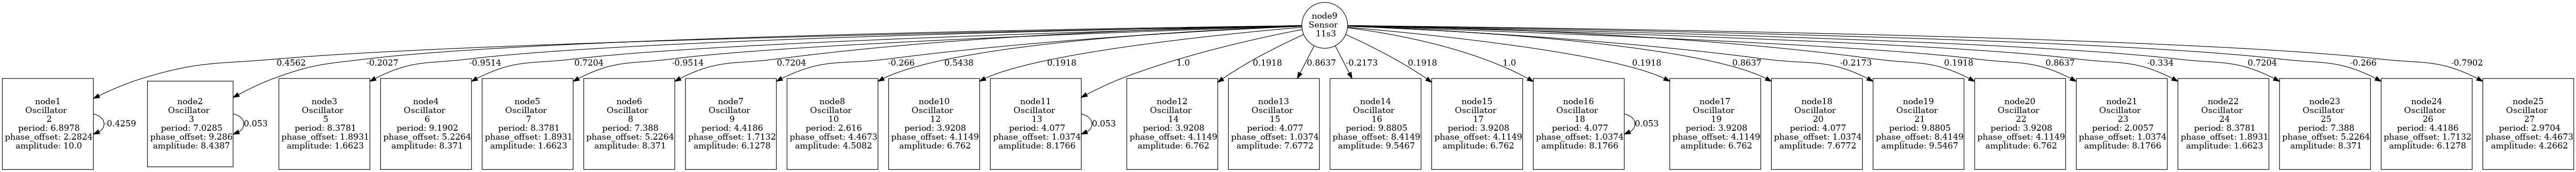 node9
Sensor
11s3
0.4562
-0.2027
-0.9514
0.7204
-0.9514
0.7204
-0.266
0.5438
0.1918
1.0
0.1918
0.8637
-0.2173
0.1918
1.0
0.1918
0.8637
-0.2173
0.1918
0.8637
-0.334
0.7204
-0.266
-0.7902
node1
Oscillator
2
period: 6.8978
phase_offset: 2.2824
amplitude: 10.0
-0.4259
node2
Oscillator
3
period: 7.0285
phase_offset: 9.286
amplitude: 8.4387
0.053
node3
Oscillator
5
period: 8.3781
phase_offset: 1.8931
amplitude: 1.6623
node4
Oscillator
6
period: 9.1902
phase_offset: 5.2264
amplitude: 8.371
node5
Oscillator
7
period: 8.3781
phase_offset: 1.8931
amplitude: 1.6623
node6
Oscillator
8
period: 7.388
phase_offset: 5.2264
amplitude: 8.371
node7
Oscillator
9
period: 4.4186
phase_offset: 1.7132
amplitude: 6.1278
node8
Oscillator
10
period: 2.616
phase_offset: 4.4673
amplitude: 4.5082
node10
Oscillator
12
period: 3.9208
phase_offset: 4.1149
amplitude: 6.762
node11
Oscillator
13
period: 4.077
phase_offset: 1.0374
amplitude: 8.1766
0.053
node12
Oscillator
14
period: 3.9208
phase_offset: 4.1149
amplitude: 6.762
node13
Oscillator
15
period: 4.077
phase_offset: 1.0374
amplitude: 7.6772
node14
Oscillator
16
period: 9.8805
phase_offset: 8.4149
amplitude: 9.5467
node15
Oscillator
17
period: 3.9208
phase_offset: 4.1149
amplitude: 6.762
node16
Oscillator
18
period: 4.077
phase_offset: 1.0374
amplitude: 8.1766
0.053
node17
Oscillator
19
period: 3.9208
phase_offset: 4.1149
amplitude: 6.762
node18
Oscillator
20
period: 4.077
phase_offset: 1.0374
amplitude: 7.6772
node19
Oscillator
21
period: 9.8805
phase_offset: 8.4149
amplitude: 9.5467
node20
Oscillator
22
period: 3.9208
phase_offset: 4.1149
amplitude: 6.762
node21
Oscillator
23
period: 2.0057
phase_offset: 1.0374
amplitude: 8.1766
node22
Oscillator
24
period: 8.3781
phase_offset: 1.8931
amplitude: 1.6623
node23
Oscillator
25
period: 7.388
phase_offset: 5.2264
amplitude: 8.371
node24
Oscillator
26
period: 4.4186
phase_offset: 1.7132
amplitude: 6.1278
node25
Oscillator
27
period: 2.9704
phase_offset: 4.4673
amplitude: 4.2662